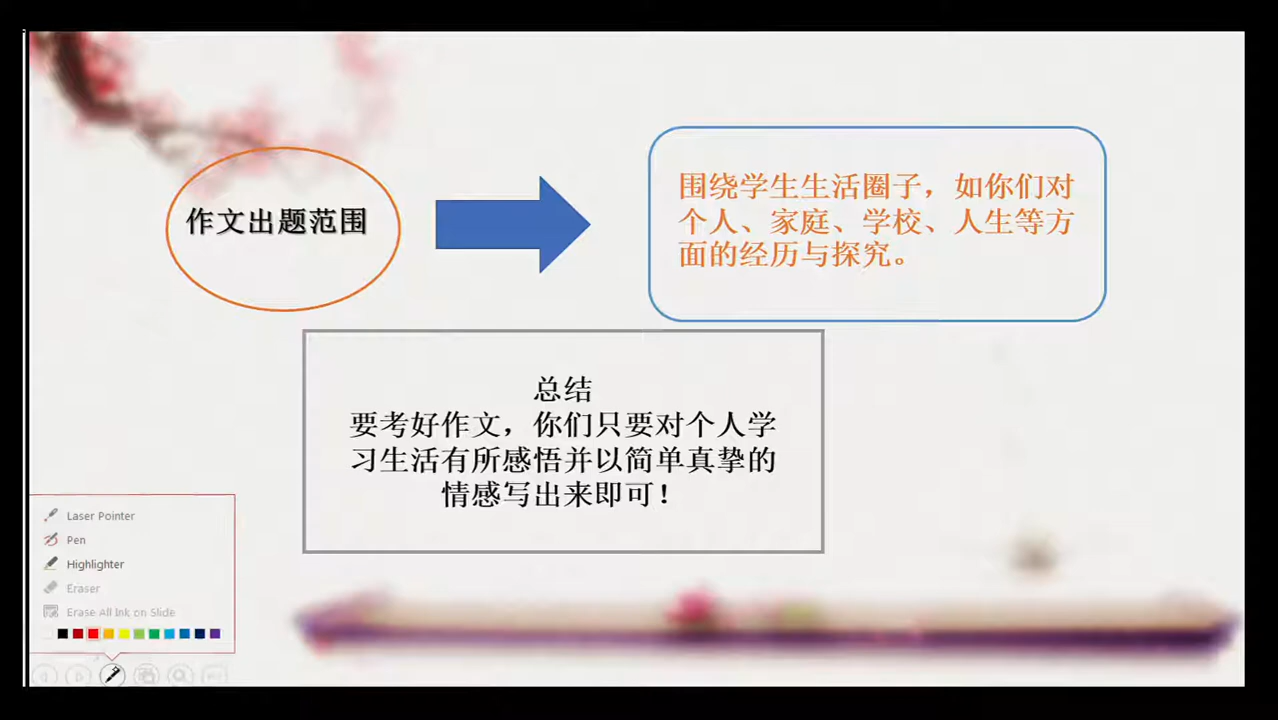 作文出题范围
围绕学生生活圈子，如你们对
个人、家庭、学校、人生等方
面的经历与探究。
总结
要考好作文，你们只要对个人学
习生活有所感悟并以简单真挚的
情感写出来即可！
Laser Pointer
Pen
Highlighter
Eraser
Erase All Ink on Slide